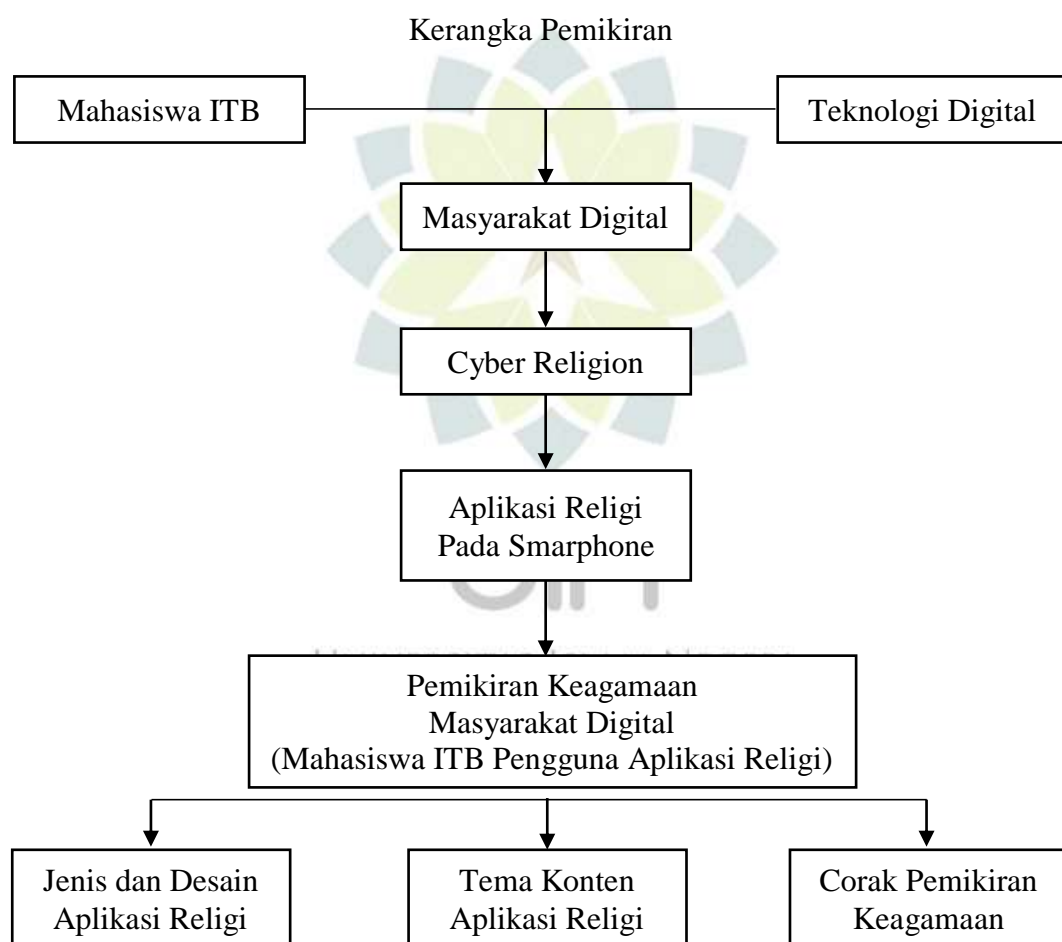 Kerangka Pemikiran
Mahasiswa ITB
Teknologi Digital
Masyarakat Digital
Cyber Religion
Aplikasi Religi
Pada Smarphone
Pemikiran Keagamaan
Masyarakat Digital
(Mahasiswa ITB Pengguna Aplikasi Religi)
Jenis dan Desain
Aplikasi Religi
Tema Konten
Aplikasi Religi
Corak Pemikiran
Keagamaan